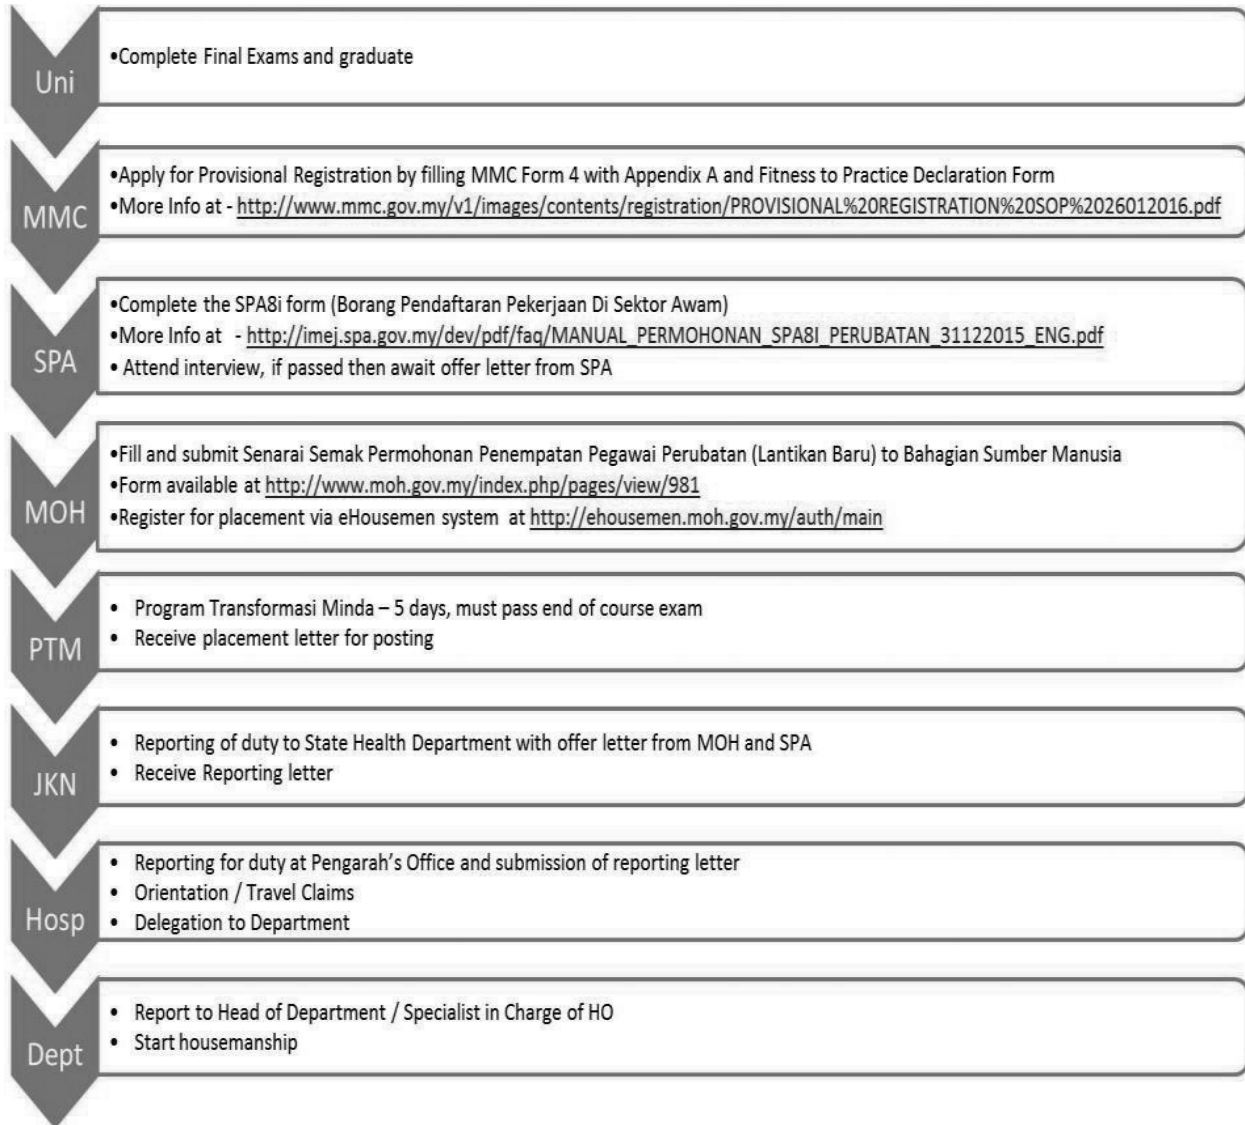 Uni
•Complete Final Exams and graduate
MMC
•Apply for Provisional Registration by filling MMC Form 4 with Appendix A and Fitness to Practice Declaration Form
•More Info at - http://www.mmc.gov.my/v1/images/contents/registration/PROVISIONAL%20REGISTRATION%20SOP%2026012016.pdf
SPA
•Complete the SPA8i form (Borang Pendaftaran Pekerjaan Di Sektor Awam)
•More Info at - http://imej.spa.gov.my/dev/pdf/faq/MANUAL_PERMOHONAN_SPA8I_PERUBATAN_31122015_ENG.pdf
• Attend interview, if passed then await offer letter from SPA
MOH
•Fill and submit Senarai Semak Permohonan Penempatan Pegawai Perubatan (Lantikan Baru) to Bahagian Sumber Manusia
•Form available at http://www.moh.gov.my/index.php/pages/view/981
•Register for placement via eHousemen system at http://ehousemen.moh.gov.my/auth/main
PTM
• Program Transformasi Minda – 5 days, must pass end of course exam
• Receive placement letter for posting
JKN
• Reporting of duty to State Health Department with offer letter from MOH and SPA
• Receive Reporting letter
Hosp
• Reporting for duty at Pengarah’s Office and submission of reporting letter
• Orientation / Travel Claims
• Delegation to Department
Dept
• Report to Head of Department / Specialist in Charge of HO
• Start housemanship